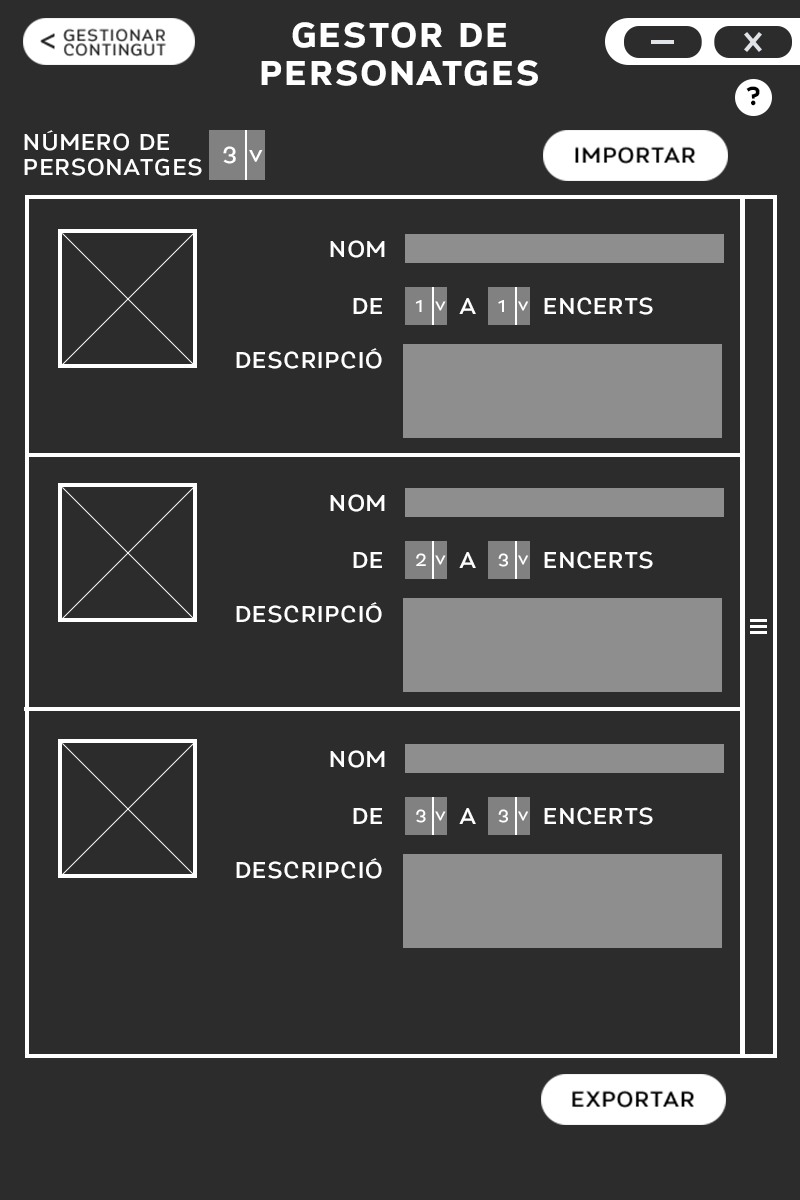 < GESTIONAR
CONTINGUT
GESTOR DE
PERSONATGES
— X
?
NÚMERO DE
PERSONATGES 3 v
IMPORTAR
NOM
DE 1 v A 1 v ENCERTS
DESCRIPCIÓ
NOM
DE 2 v A 3 v ENCERTS
DESCRIPCIÓ
NOM
DE 3 v A 3 v ENCERTS
DESCRIPCIÓ
EXPORTAR